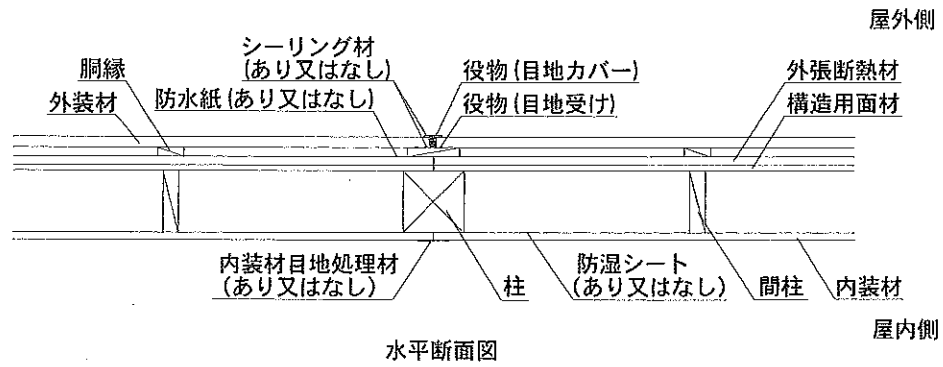 屋外側
シーリング材
(あり又はなし)
役物(目地カバー)
胴縁
外張断熱材
外装材
防水紙(あり又はなし)
役物(目地受け)
構造用面材
内装材目地処理材
(あり又はなし)
柱
防湿シート
(あり又はなし)
間柱
内装材
屋内側
水平断面図